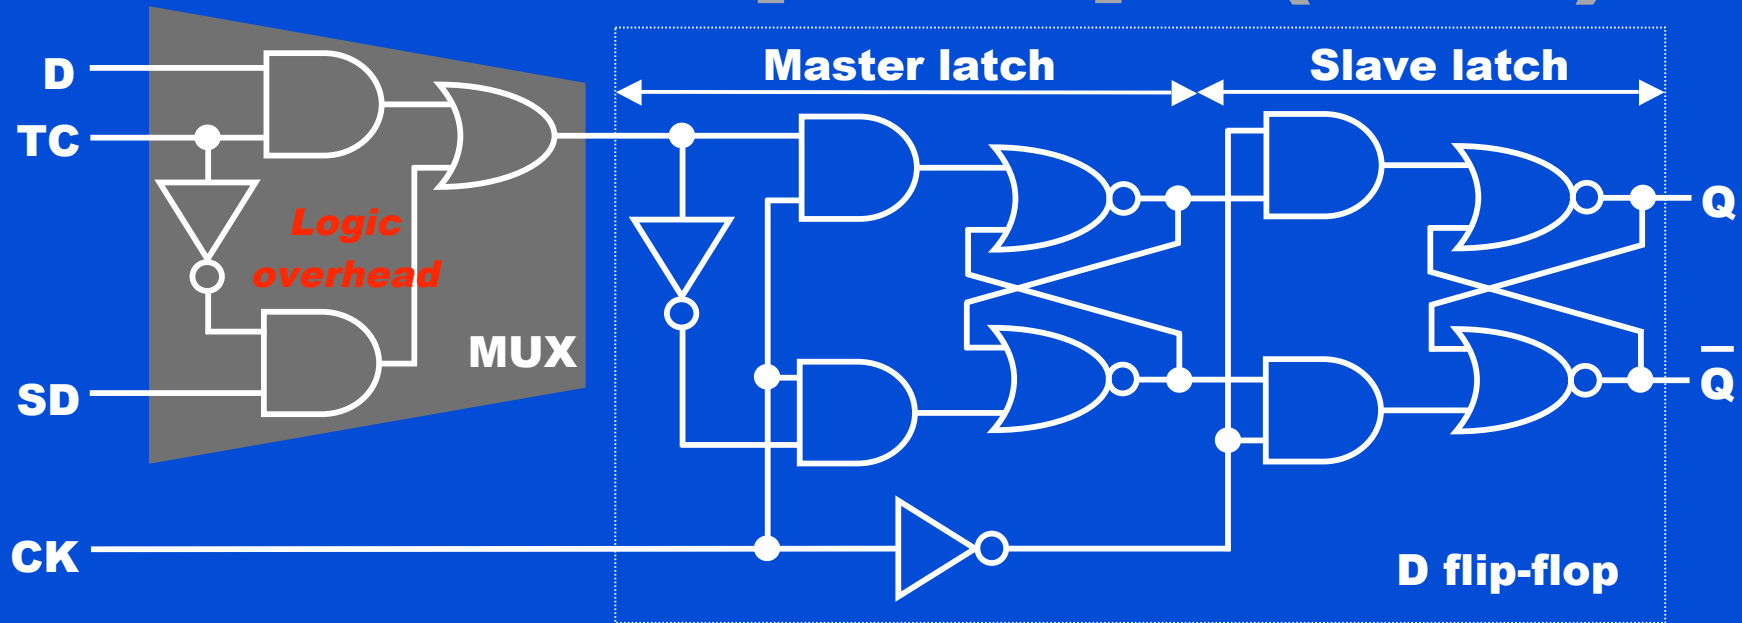 Master latch
Slave latch
D
TC
Logic
overhead
MUX
SD
CK
Q
Q̅
D flip-flop